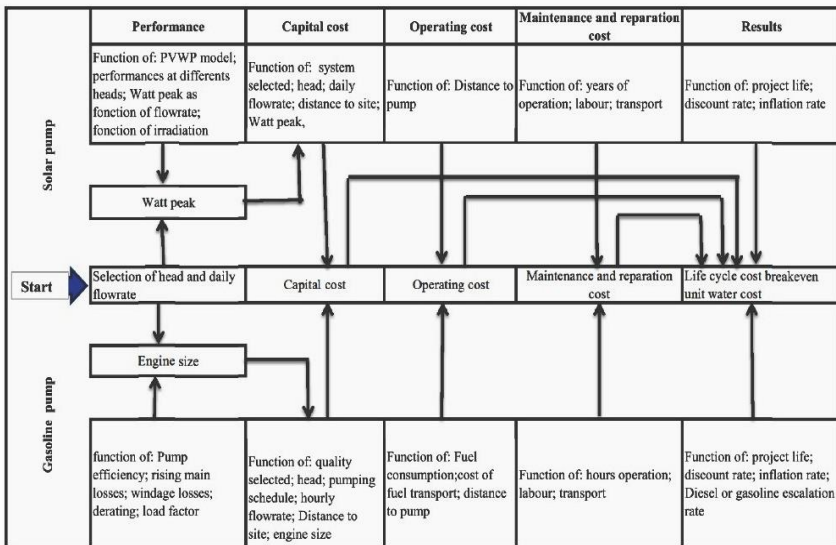 Performance
Capital cost
Operating cost
Maintenance and reparation
cost
Results
Solar pump
Function of: PVWP model;
performances at differents
heads; Watt peak as
fonction of flowrate;
fonction of irradiation
Function of: system
selected; head; daily
flowrate; distance to site;
Watt peak,
Function of: Distance to
pump
Function of: years of
operation; labour; transport
Function of: project life;
discount rate; inflation rate
Watt peak
Start
Selection of head and daily
flowrate
Capital cost
Operating cost
Maintenance and reparation
cost
Life cycle cost breakeven
unit water cost
Engine size
Gasoline pump
function of: Pump
efficiency; rising main
losses; windage losses;
derating; load factor
Function of: quality
selected; head; pumping
schedule; hourly
flowrate; Distance to
site; engine size
Function of: Fuel
consumption;cost of
fuel transport; distance
to pump
Function of: hours operation;
labour; transport
Function of: project life;
discount rate; inflation rate;
Diesel or gasoline escalation
rate